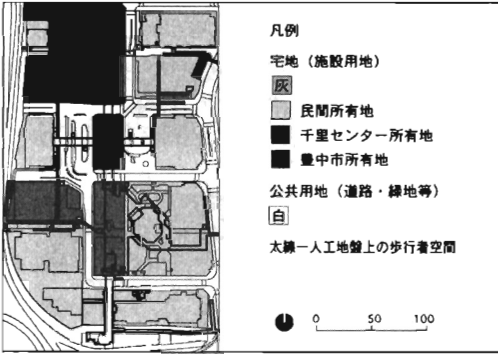 凡例
宅地（施設用地）
灰
民間所有地
千里センター所有地
豊中市所有地
公共用地（道路・緑地等）
白
太線一人工地盤上の歩行者空間
0 50 100